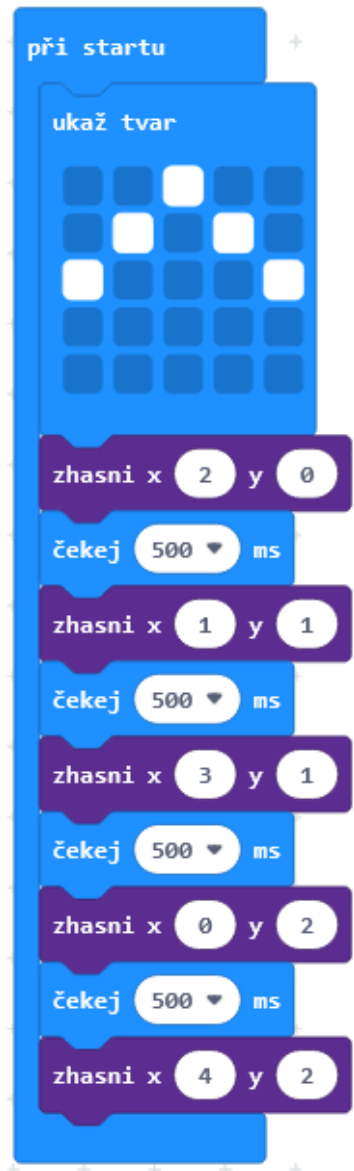 při startu
ukaž tvar
zhasni x 2 y 0
čekej 500 ms
zhasni x 1 y 1
čekej 500 ms
zhasni x 3 y 1
čekej 500 ms
zhasni x 0 y 2
čekej 500 ms
zhasni x 4 y 2